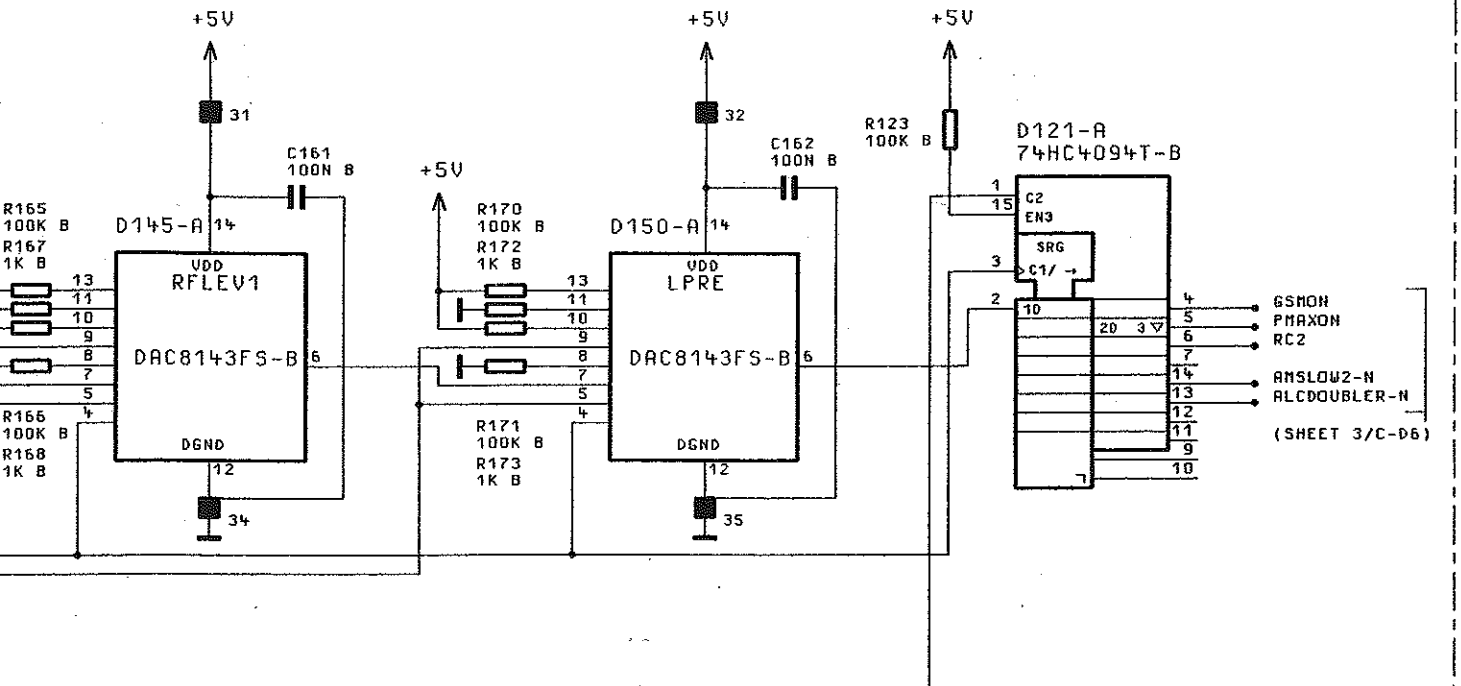 +5V
+5V
+5V
31
32
R123
100K B
D121-A
74HC4094T-B
C161
100N B
C162
100N B
+5V
R165
100K B
R167
1K B
D145-A
14
VDD
RFLEV1
13
11
10
9
8
7
5
4
DAC8143FS-B
6
DGND
12
34
R166
100K B
R168
1K B
R170
100K B
R172
1K B
D150-A
14
VDD
LPRE
13
11
10
9
8
7
5
4
DAC8143FS-B
6
DGND
12
35
R171
100K B
R173
1K B
1
15
3
2
C2
EN3
SRG
C1/ →
1D
2D 3 ▽
¬
4
5
6
7
14
13
12
11
9
10
GSMON
PMAXON
RC2
AMSLOW2-N
ALCDOUBLER-N
(SHEET 3/C-D6)